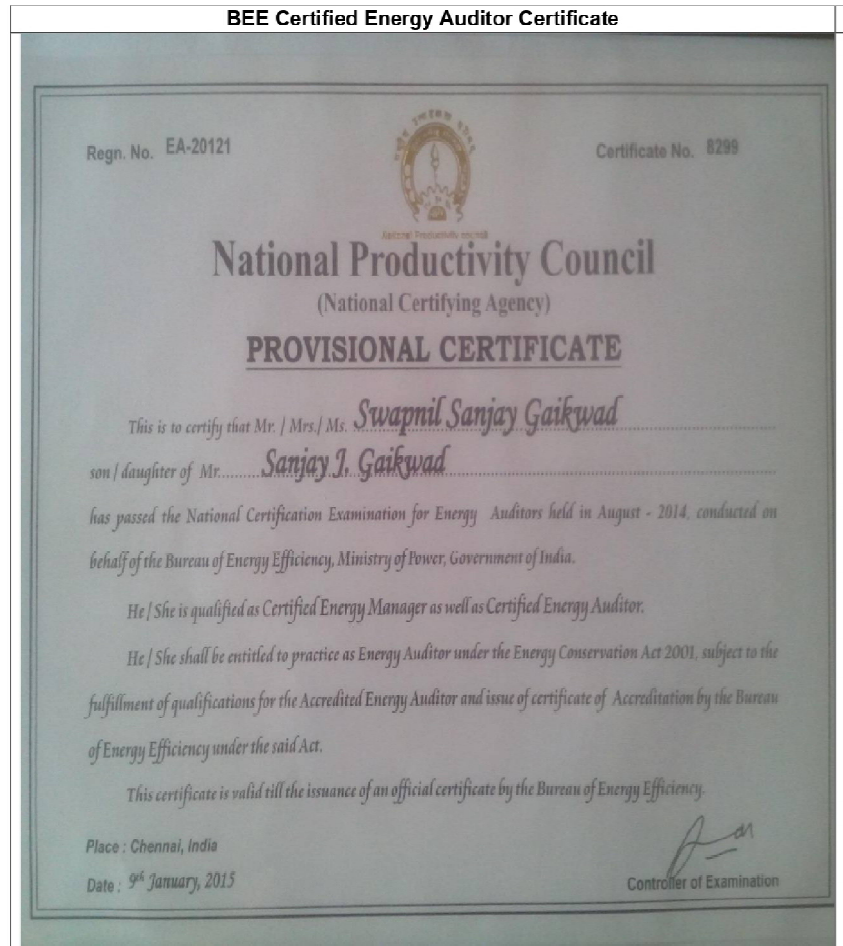 BEE Certified Energy Auditor Certificate
Regn. No. EA-20121
Certificate No. 8299
National Productivity Council
National Productivity Council
(National Certifying Agency)
PROVISIONAL CERTIFICATE
This is to certify that Mr. / Mrs./ Ms. Swapnil Sanjay Gaikwad
son / daughter of Mr. Sanjay J. Gaikwad
has passed the National Certification Examination for Energy Auditors held in August - 2014, conducted on
behalf of the Bureau of Energy Efficiency, Ministry of Power, Government of India.
He / She is qualified as Certified Energy Manager as well as Certified Energy Auditor.
He / She shall be entitled to practice as Energy Auditor under the Energy Conservation Act 2001, subject to the
fulfillment of qualifications for the Accredited Energy Auditor and issue of certificate of Accreditation by the Bureau
of Energy Efficiency under the said Act.
This certificate is valid till the issuance of an official certificate by the Bureau of Energy Efficiency.
Place : Chennai, India
Date : 9th January, 2015
Controller of Examination